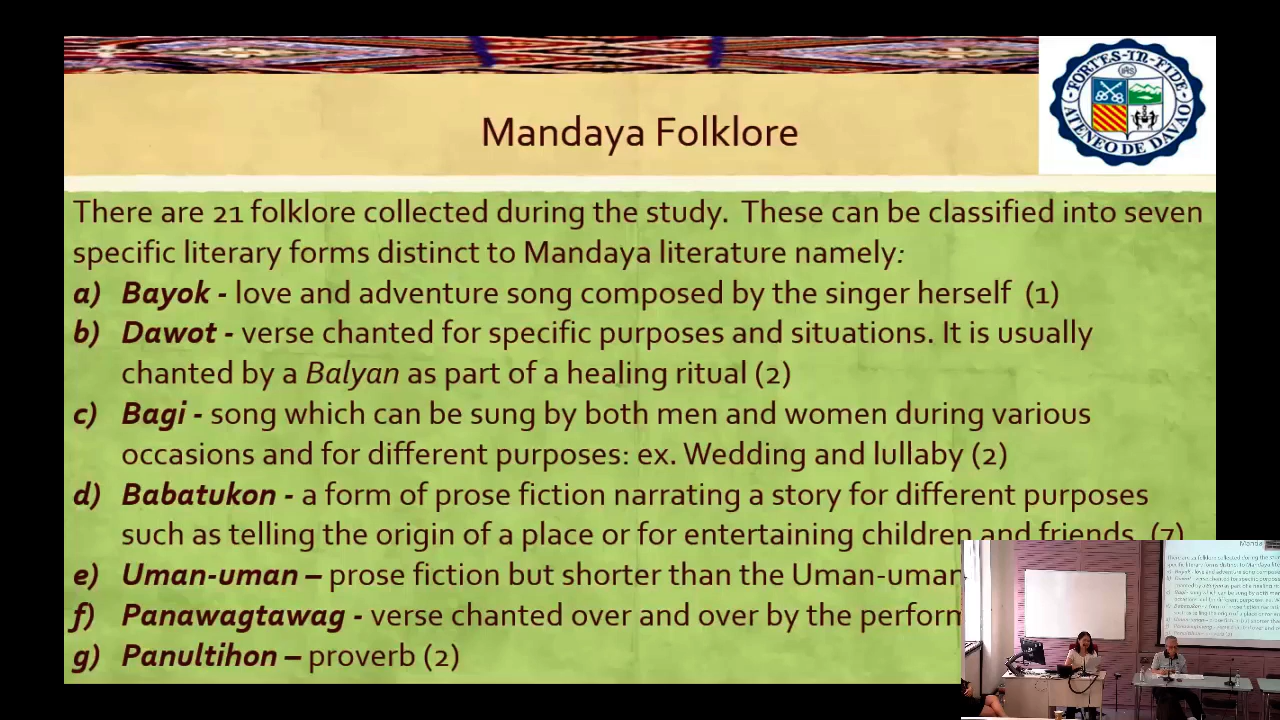 FORTES·IN·FIDE
ATENEO DE DAVAO
Mandaya Folklore
There are 21 folklore collected during the study. These can be classified into seven
specific literary forms distinct to Mandaya literature namely:
a) Bayok - love and adventure song composed by the singer herself (1)
b) Dawot - verse chanted for specific purposes and situations. It is usually
chanted by a Balyan as part of a healing ritual (2)
c) Bagi - song which can be sung by both men and women during various
occasions and for different purposes: ex. Wedding and lullaby (2)
d) Babatukon - a form of prose fiction narrating a story for different purposes
such as telling the origin of a place or for entertaining children and friends (7)
e) Uman-uman – prose fiction but shorter than the Uman-uman
f) Panawagtawag - verse chanted over and over by the perform
g) Panultihon – proverb (2)